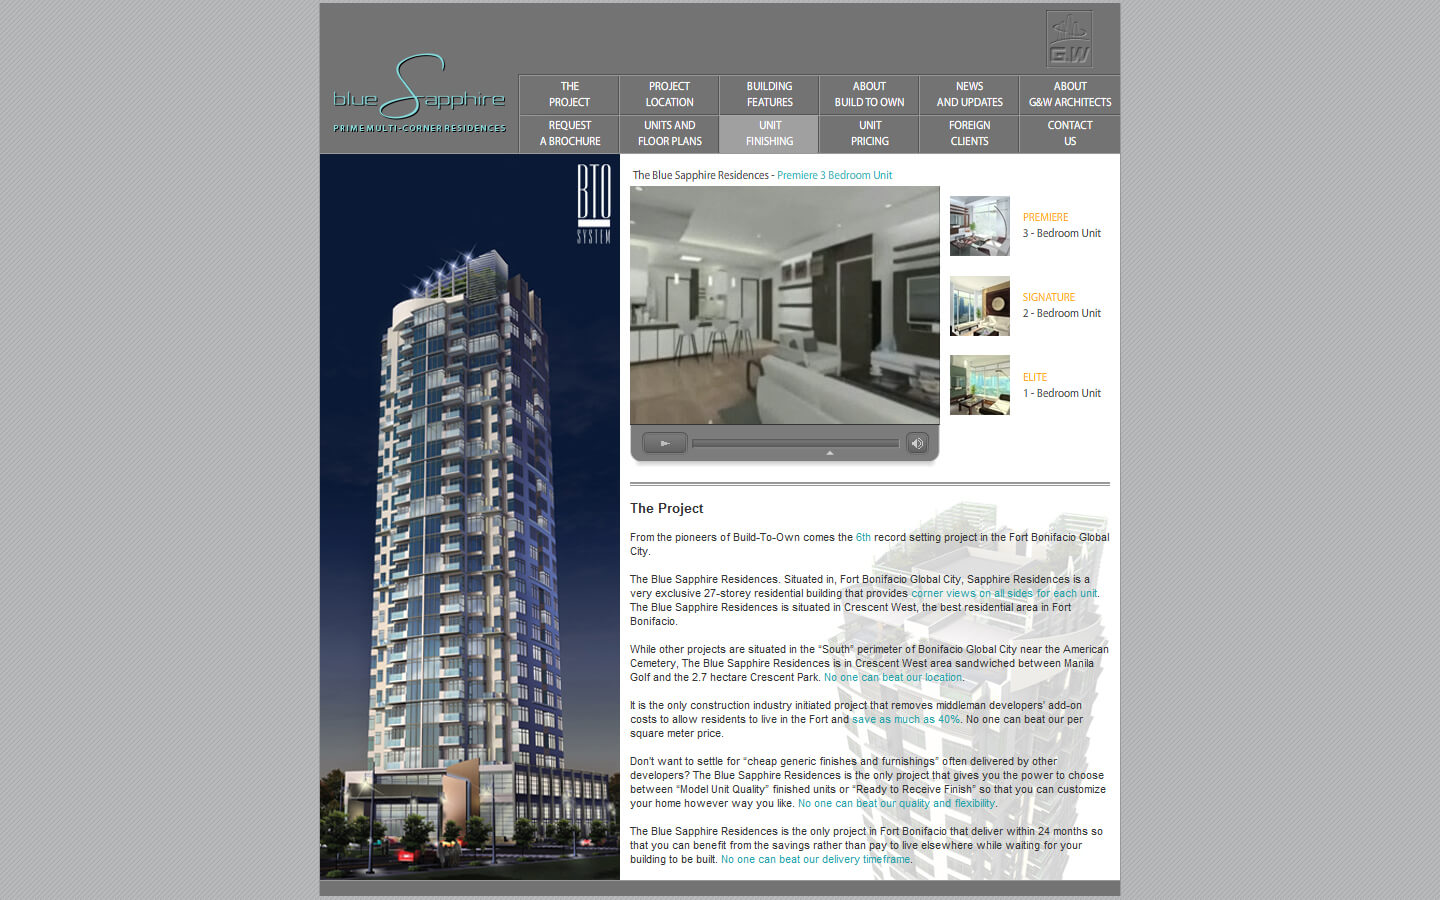 G.W
blue Sapphire
PRIME MULTI-CORNER RESIDENCES
THE
PROJECT
PROJECT
LOCATION
BUILDING
FEATURES
ABOUT
BUILD TO OWN
NEWS
AND UPDATES
ABOUT
G&W ARCHITECTS
REQUEST
A BROCHURE
UNITS AND
FLOOR PLANS
UNIT
FINISHING
UNIT
PRICING
FOREIGN
CLIENTS
CONTACT
US
BTO
SYSTEM
The Blue Sapphire Residences - Premiere 3 Bedroom Unit
PREMIERE
3 - Bedroom Unit
SIGNATURE
2 - Bedroom Unit
ELITE
1 - Bedroom Unit
The Project
From the pioneers of Build-To-Own comes the 6th record setting project in the Fort Bonifacio Global
City.
The Blue Sapphire Residences. Situated in, Fort Bonifacio Global City, Sapphire Residences is a
very exclusive 27-storey residential building that provides corner views on all sides for each unit.
The Blue Sapphire Residences is situated in Crescent West, the best residential area in Fort
Bonifacio.
While other projects are situated in the “South” perimeter of Bonifacio Global City near the American
Cemetery, The Blue Sapphire Residences is in Crescent West area sandwiched between Manila
Golf and the 2.7 hectare Crescent Park. No one can beat our location.
It is the only construction industry initiated project that removes middleman developers' add-on
costs to allow residents to live in the Fort and save as much as 40%. No one can beat our per
square meter price.
Don't want to settle for “cheap generic finishes and furnishings” often delivered by other
developers? The Blue Sapphire Residences is the only project that gives you the power to choose
between “Model Unit Quality” finished units or “Ready to Receive Finish” so that you can customize
your home however way you like. No one can beat our quality and flexibility.
The Blue Sapphire Residences is the only project in Fort Bonifacio that deliver within 24 months so
that you can benefit from the savings rather than pay to live elsewhere while waiting for your
building to be built. No one can beat our delivery timeframe.